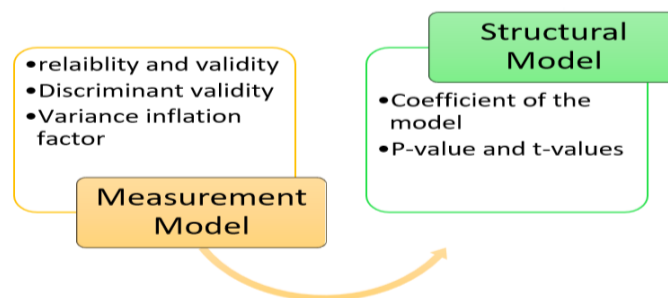 •relaiblity and validity
•Discriminant validity
•Variance inflation
factor
Measurement
Model
Structural
Model
•Coefficient of the
model
•P-value and t-values